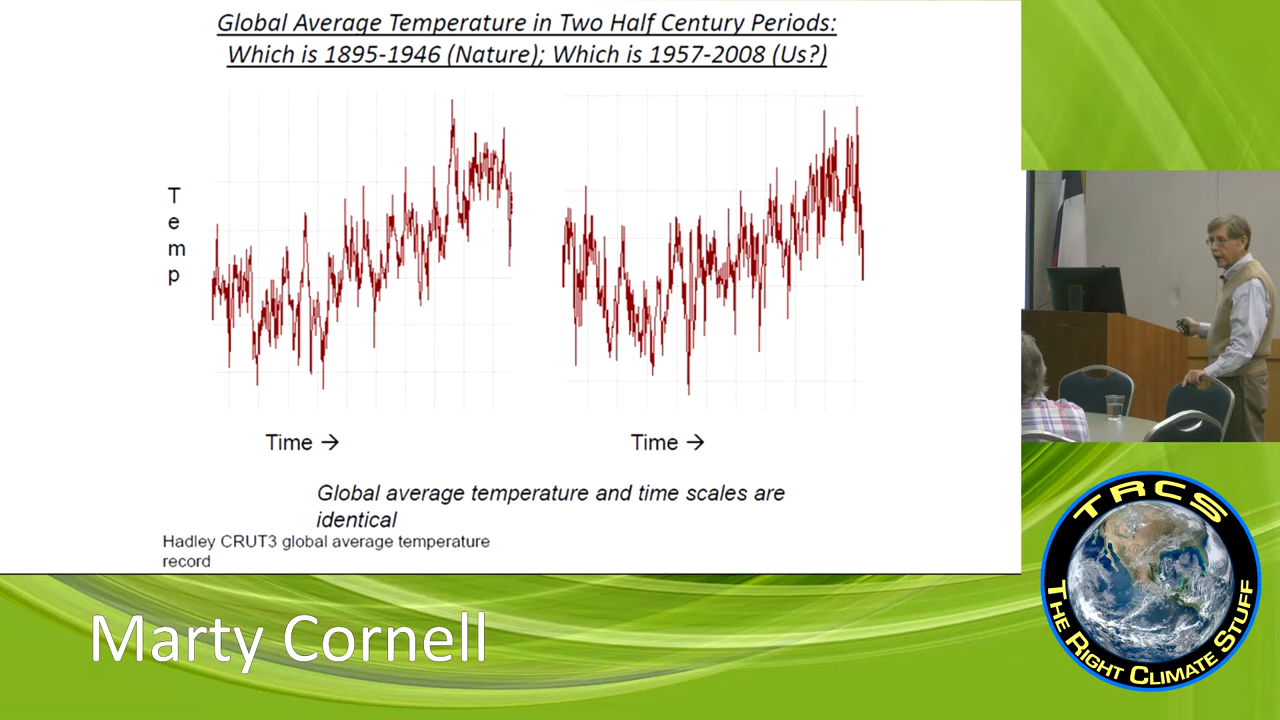 Global Average Temperature in Two Half Century Periods:
Which is 1895-1946 (Nature); Which is 1957-2008 (Us?)
T
e
m
p
Time →
Time →
Global average temperature and time scales are
identical
Hadley CRUT3 global average temperature
record
Marty Cornell
TRCS
THE RIGHT CLIMATE STUFF